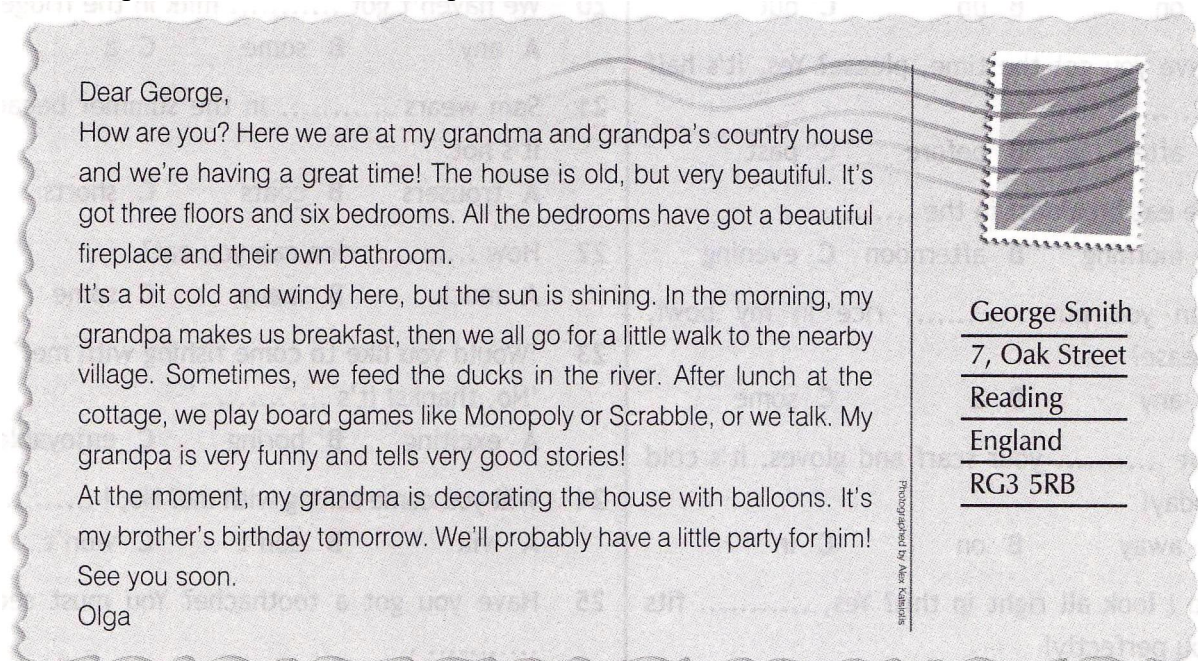 Dear George,
How are you? Here we are at my grandma and grandpa's country house
and we're having a great time! The house is old, but very beautiful. It's
got three floors and six bedrooms. All the bedrooms have got a beautiful
fireplace and their own bathroom.
It's a bit cold and windy here, but the sun is shining. In the morning, my
grandpa makes us breakfast, then we all go for a little walk to the nearby
village. Sometimes, we feed the ducks in the river. After lunch at the
cottage, we play board games like Monopoly or Scrabble, or we talk. My
grandpa is very funny and tells very good stories!
At the moment, my grandma is decorating the house with balloons. It's
my brother's birthday tomorrow. We'll probably have a little party for him!
See you soon.
Olga
Photographed by Alex
George Smith
7, Oak Street
Reading
England
RG3 5RB